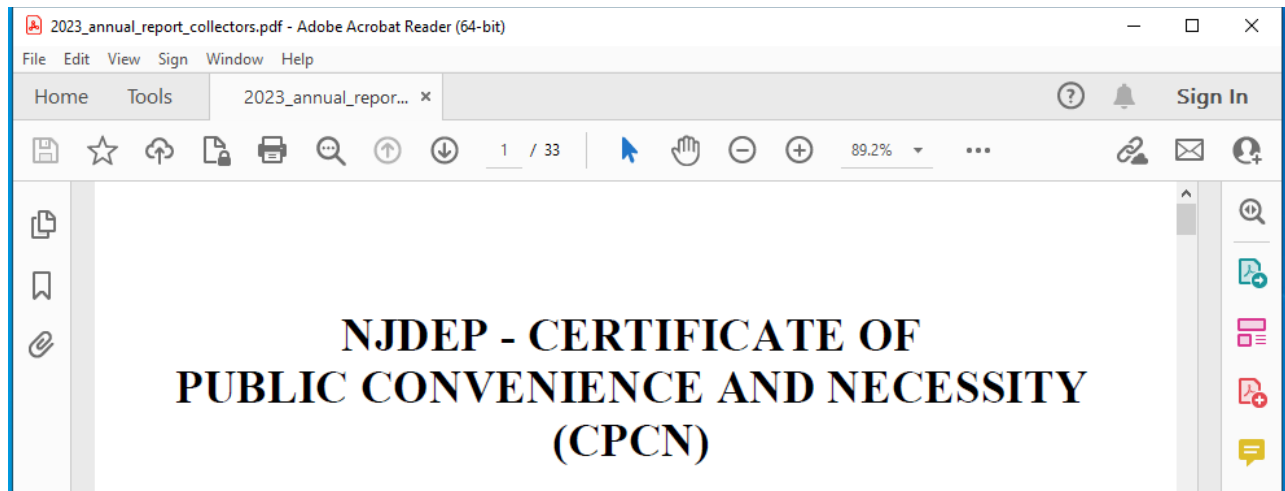 2023_annual_report_collectors.pdf - Adobe Acrobat Reader (64-bit)
File Edit View Sign Window Help
Home Tools 2023_annual_repor... × Sign In
1 / 33 89.2%
NJDEP - CERTIFICATE OF
PUBLIC CONVENIENCE AND NECESSITY
(CPCN)